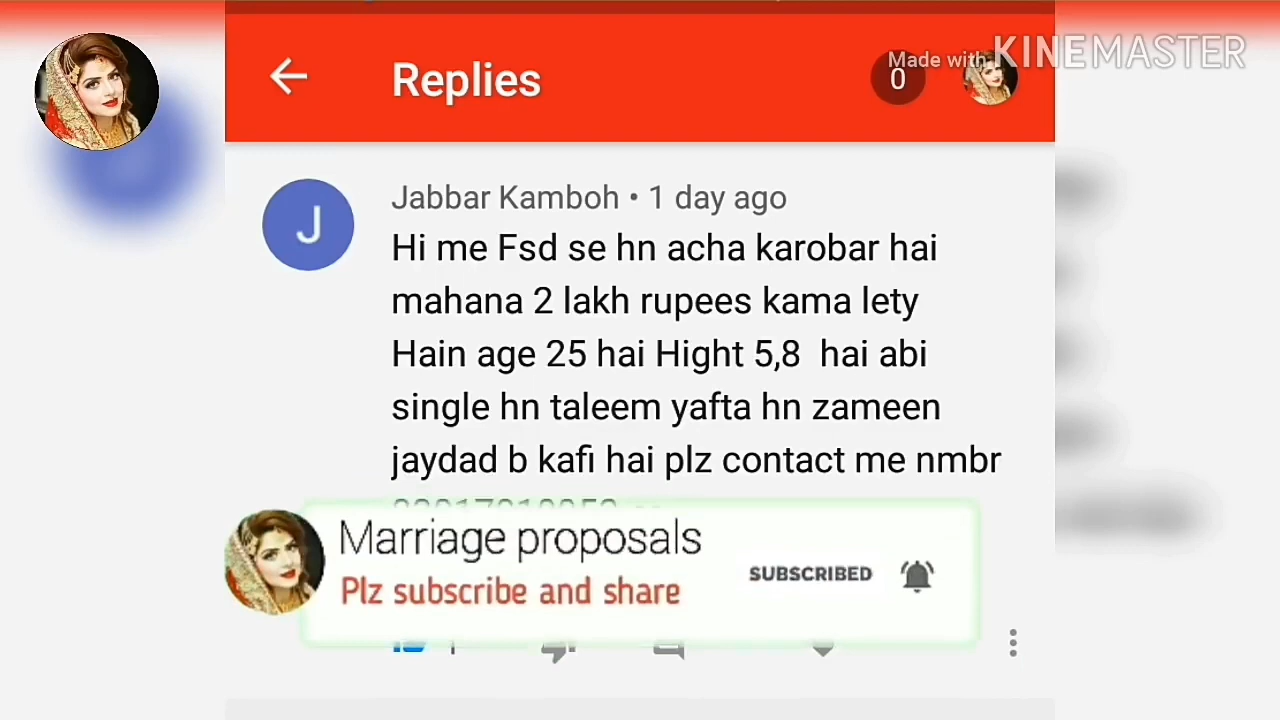 Made with KINEMASTER
Replies
0
J
Jabbar Kamboh • 1 day ago
Hi me Fsd se hn acha karobar hai
mahana 2 lakh rupees kama lety
Hain age 25 hai Hight 5,8 hai abi
single hn taleem yafta hn zameen
jaydad b kafi hai plz contact me nmbr
Marriage proposals
Plz subscribe and share
SUBSCRIBED